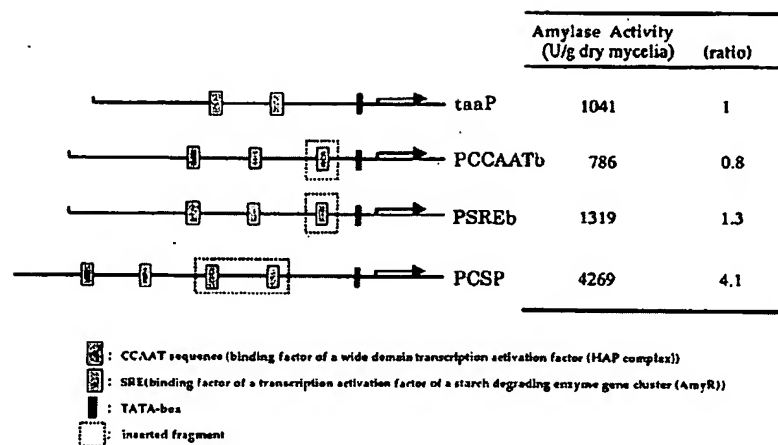 Amylase Activity
(U/g dry mycelia) (ratio)
taaP 1041 1
PCCAATb 786 0.8
PSREb 1319 1.3
PCSP 4269 4.1
: CCAAT sequence (binding factor of a wide domain transcription activation factor (HAP complex))
: SRE(binding factor of a transcription activation factor of a starch degrading enzyme gene cluster (AmyR))
: TATA-box
: inserted fragment